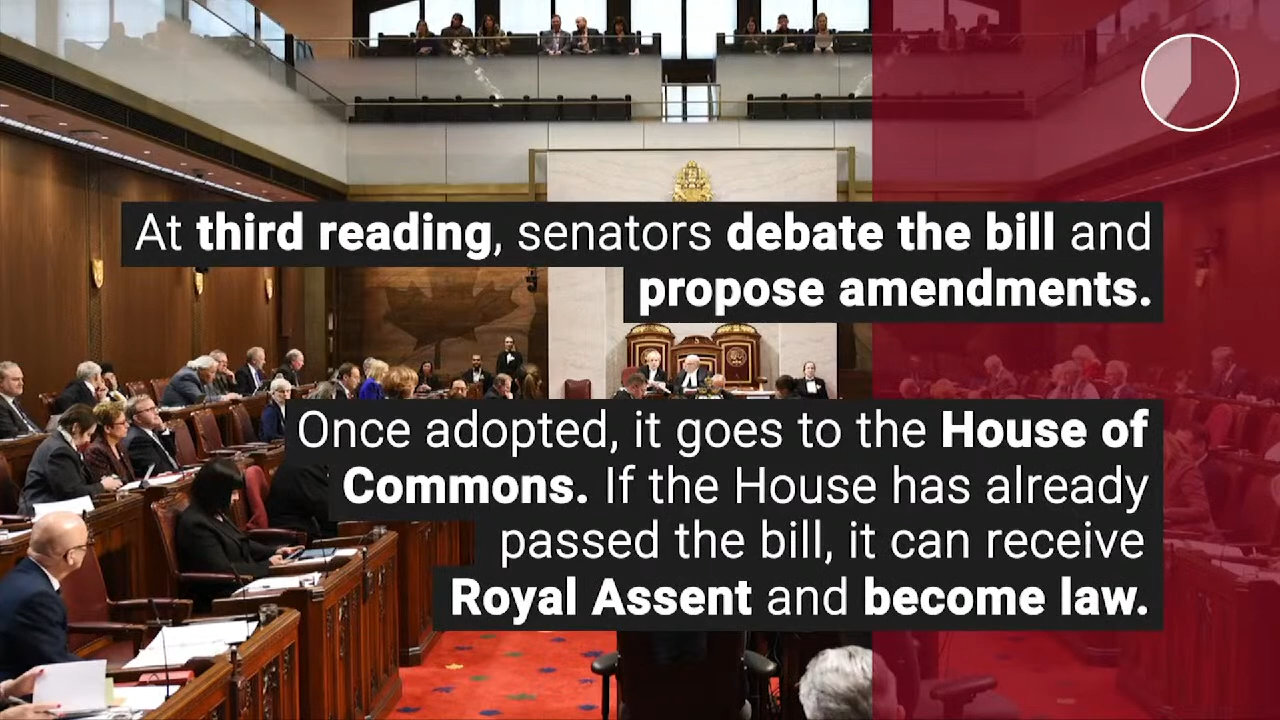 At third reading, senators debate the bill and
propose amendments.
Once adopted, it goes to the House of
Commons. If the House has already
passed the bill, it can receive
Royal Assent and become law.